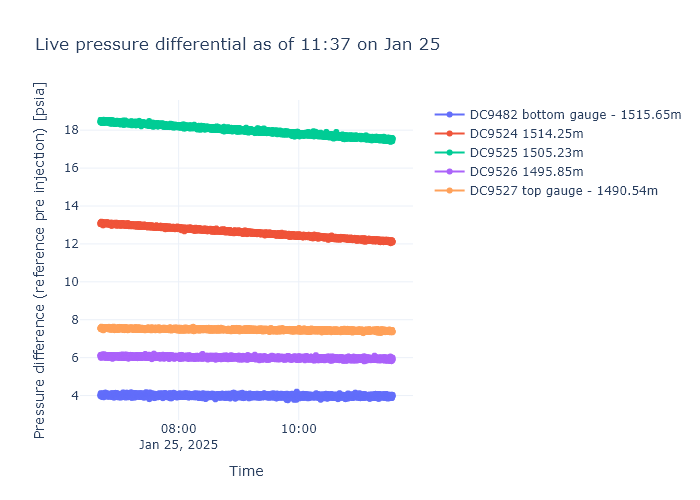 Live pressure differential as of 11:37 on Jan 25
Pressure difference (reference pre injection) [psia]
18
16
14
12
10
8
6
4
08:00
Jan 25, 2025
10:00
Time
DC9482 bottom gauge - 1515.65m
DC9524 1514.25m
DC9525 1505.23m
DC9526 1495.85m
DC9527 top gauge - 1490.54m